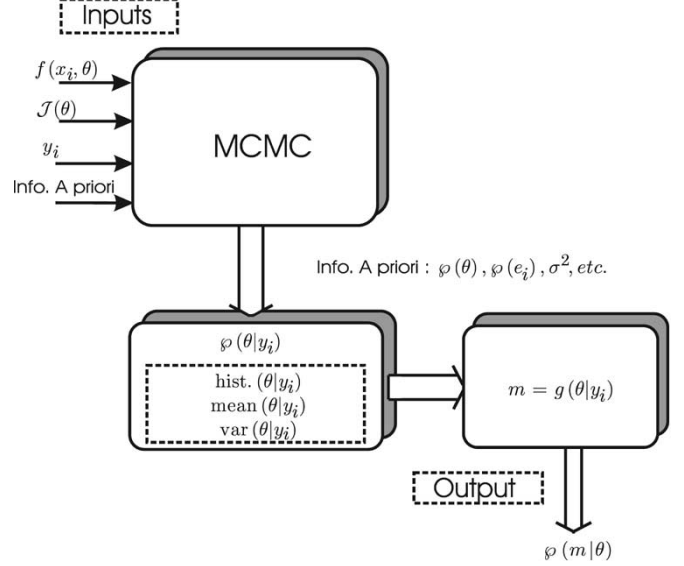 Inputs
f(x_i, θ)
𝒥(θ)
y_i
Info. A priori
MCMC
Info. A priori : ℘(θ), ℘(e_i), σ², etc.
℘(θ|y_i)
hist. (θ|y_i)
mean (θ|y_i)
var (θ|y_i)
m = g(θ|y_i)
Output
℘(m|θ)